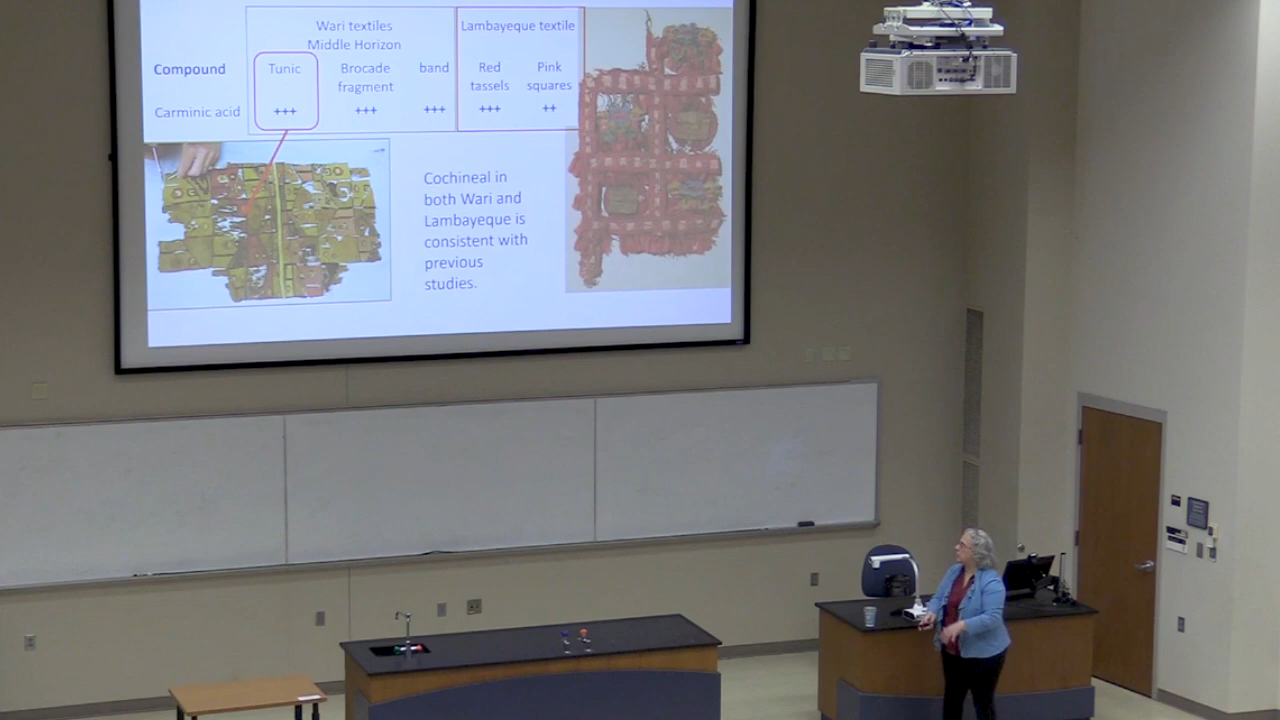 Wari textiles
Middle Horizon
Lambayeque textile
Compound
Tunic
Brocade
fragment
band
Red
tassels
Pink
squares
Carminic acid
+++
+++
+++
+++
++
Cochineal in
both Wari and
Lambayeque is
consistent with
previous
studies.